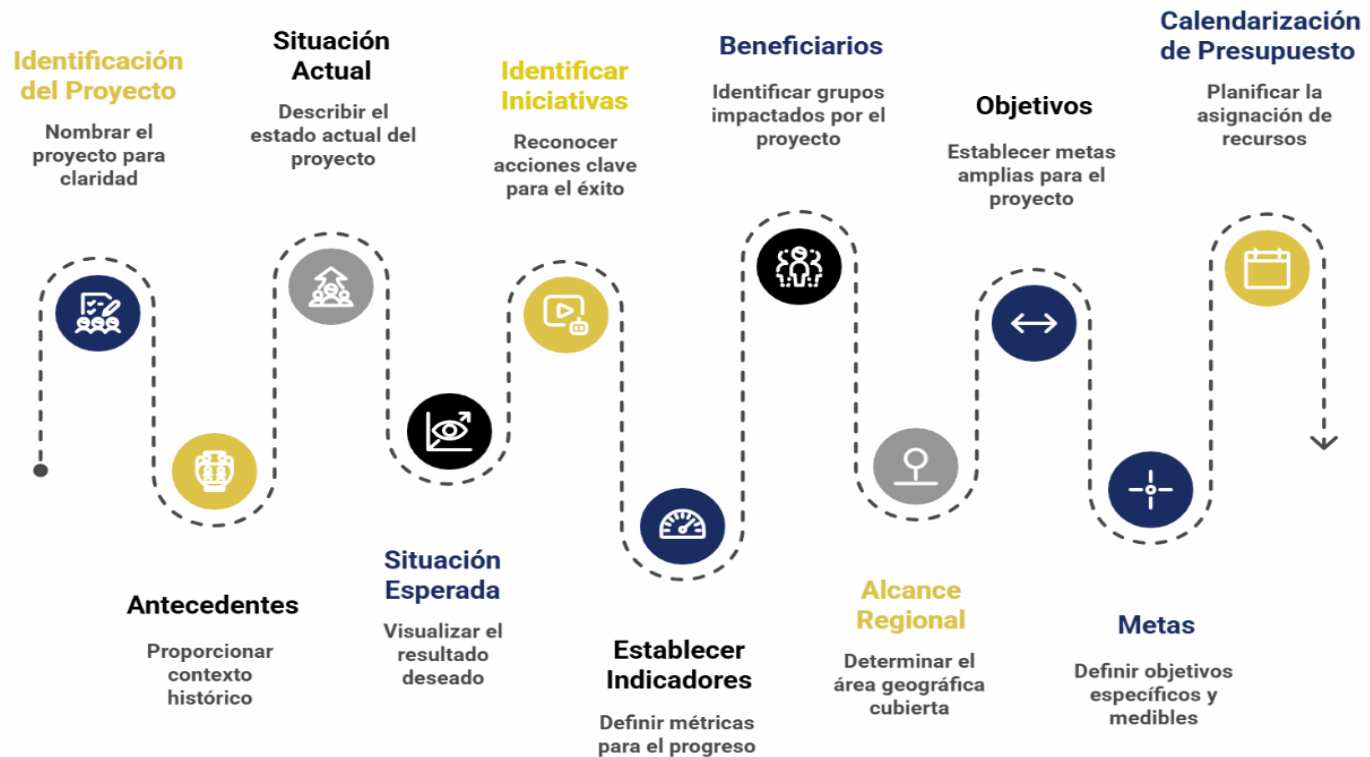 Identificación
del Proyecto
Nombrar el
proyecto para
claridad
Antecedentes
Proporcionar
contexto
histórico
Situación
Actual
Describir el
estado actual del
proyecto
Situación
Esperada
Visualizar el
resultado
deseado
Identificar
Iniciativas
Reconocer
acciones clave
para el éxito
Establecer
Indicadores
Definir métricas
para el progreso
Beneficiarios
Identificar grupos
impactados por el
proyecto
Alcance
Regional
Determinar el
área geográfica
cubierta
Objetivos
Establecer metas
amplias para el
proyecto
Metas
Definir objetivos
específicos y
medibles
Calendarización
de Presupuesto
Planificar la
asignación de
recursos